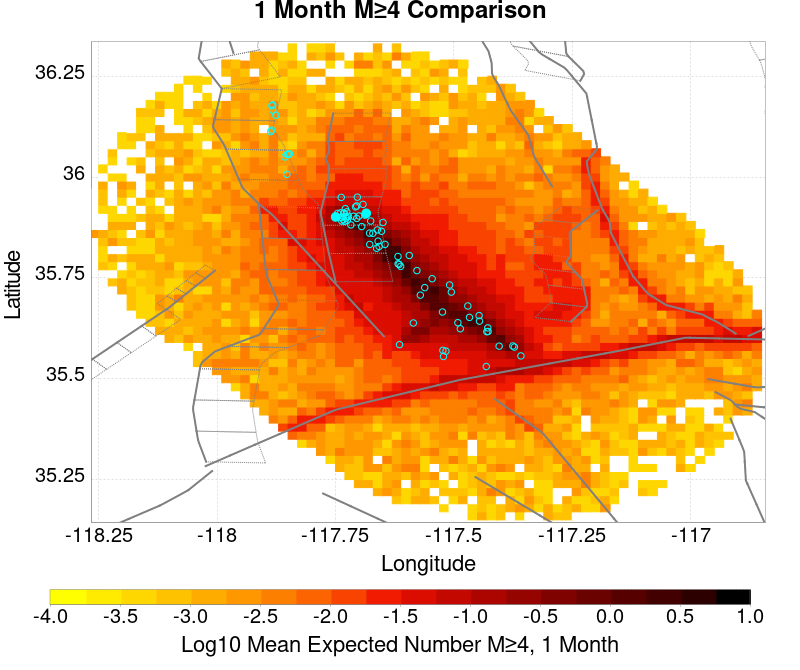 1 Month M≥4 Comparison
36.25
36
35.75
35.5
35.25
Latitude
-118.25 -118 -117.75 -117.5 -117.25 -117
Longitude
-4.0 -3.5 -3.0 -2.5 -2.0 -1.5 -1.0 -0.5 0.0 0.5 1.0
Log10 Mean Expected Number M≥4, 1 Month